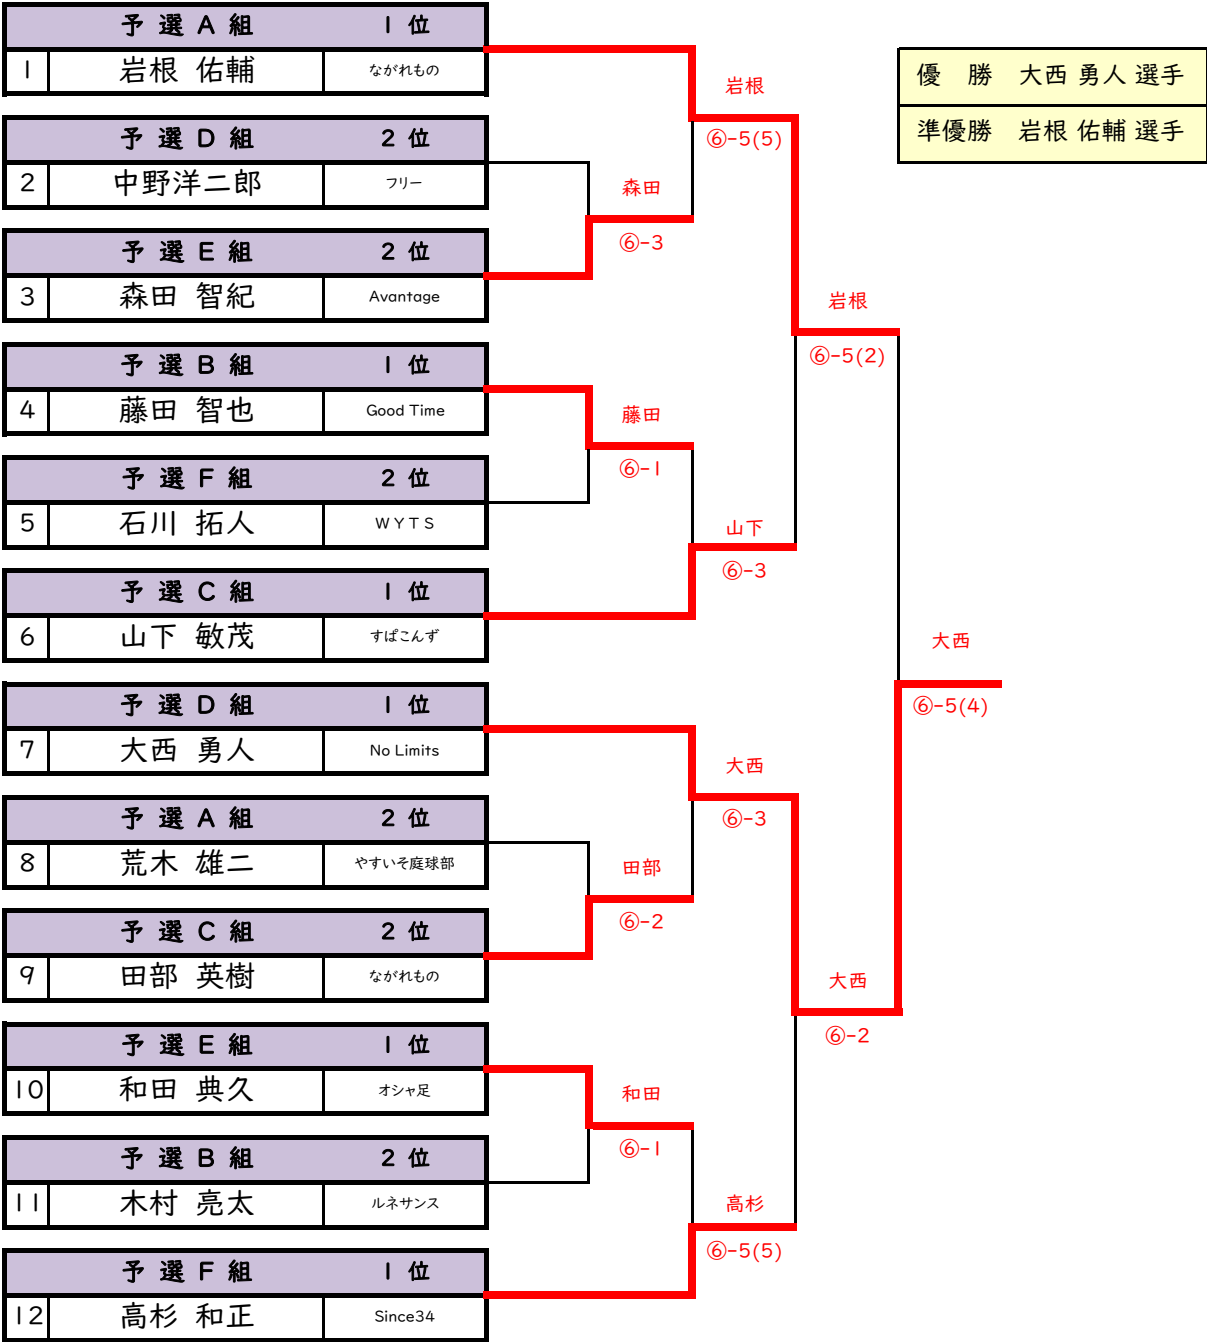 予 選 A 組 1 位
1 岩根 佑輔 ながれもの
予 選 D 組 2 位
2 中野洋二郎 フリー
予 選 E 組 2 位
3 森田 智紀 Avantage
予 選 B 組 1 位
4 藤田 智也 Good Time
予 選 F 組 2 位
5 石川 拓人 WYTS
予 選 C 組 1 位
6 山下 敏茂 すぱこんず
予 選 D 組 1 位
7 大西 勇人 No Limits
予 選 A 組 2 位
8 荒木 雄二 やすいそ庭球部
予 選 C 組 2 位
9 田部 英樹 ながれもの
予 選 E 組 1 位
10 和田 典久 オシャ足
予 選 B 組 2 位
11 木村 亮太 ルネサンス
予 選 F 組 1 位
12 高杉 和正 Since34
森田
⑥-3
藤田
⑥-1
田部
⑥-2
和田
⑥-1
岩根
⑥-5(5)
山下
⑥-3
大西
⑥-3
高杉
⑥-5(5)
岩根
⑥-5(2)
大西
⑥-2
大西
⑥-5(4)
優 勝 大西 勇人 選手
準優勝 岩根 佑輔 選手